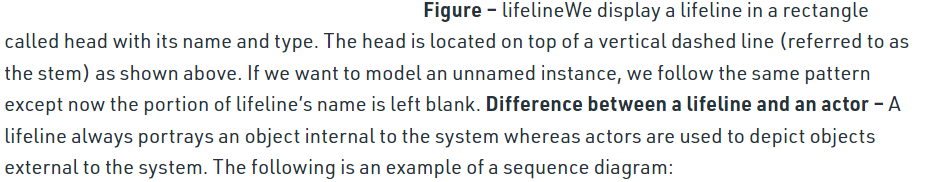 Figure – lifelineWe display a lifeline in a rectangle
called head with its name and type. The head is located on top of a vertical dashed line (referred to as
the stem) as shown above. If we want to model an unnamed instance, we follow the same pattern
except now the portion of lifeline’s name is left blank. Difference between a lifeline and an actor – A
lifeline always portrays an object internal to the system whereas actors are used to depict objects
external to the system. The following is an example of a sequence diagram: